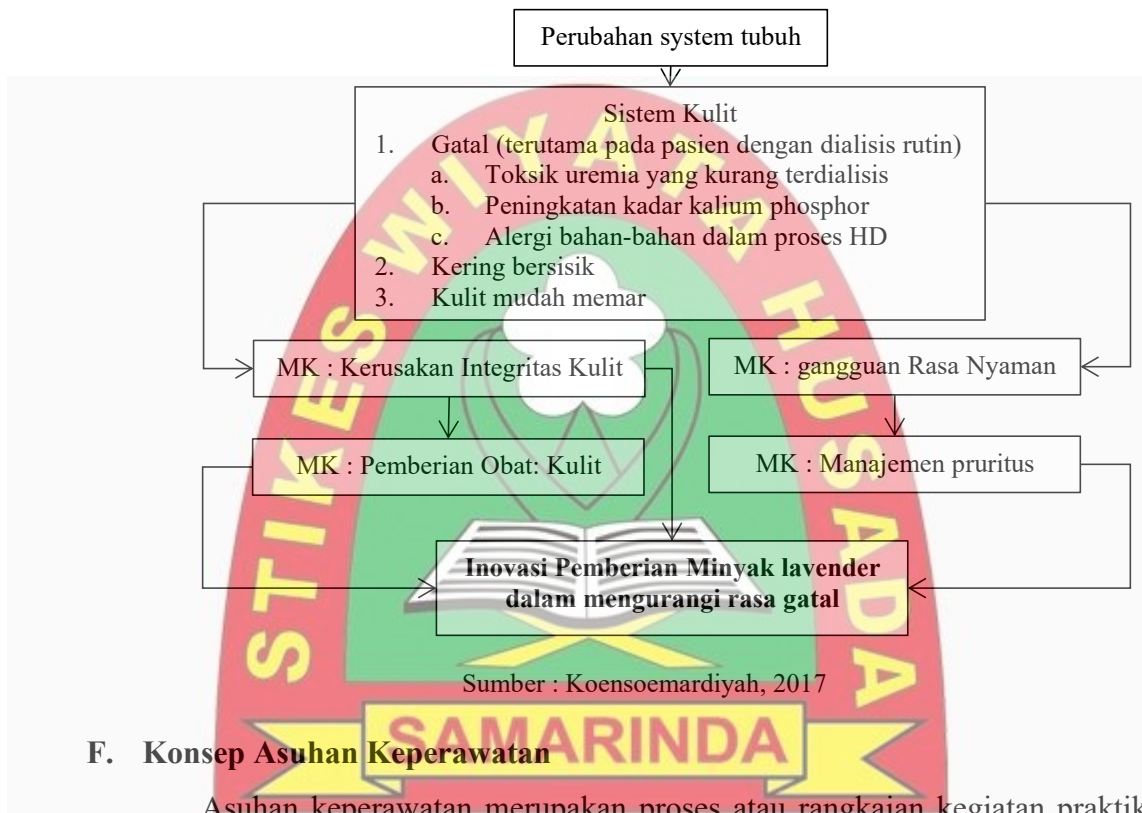 Perubahan system tubuh
Sistem Kulit
1. Gatal (terutama pada pasien dengan dialisis rutin)
a. Toksik uremia yang kurang terdialisis
b. Peningkatan kadar kalium phosphor
c. Alergi bahan-bahan dalam proses HD
2. Kering bersisik
3. Kulit mudah memar
MK : Kerusakan Integritas Kulit
MK : gangguan Rasa Nyaman
MK : Pemberian Obat: Kulit
MK : Manajemen pruritus
Inovasi Pemberian Minyak lavender
dalam mengurangi rasa gatal
Sumber : Koensoemardiyah, 2017
F. Konsep Asuhan Keperawatan
Asuhan keperawatan merupakan proses atau rangkaian kegiatan praktik
STIKES WIYATA HUSADA
SAMARINDA